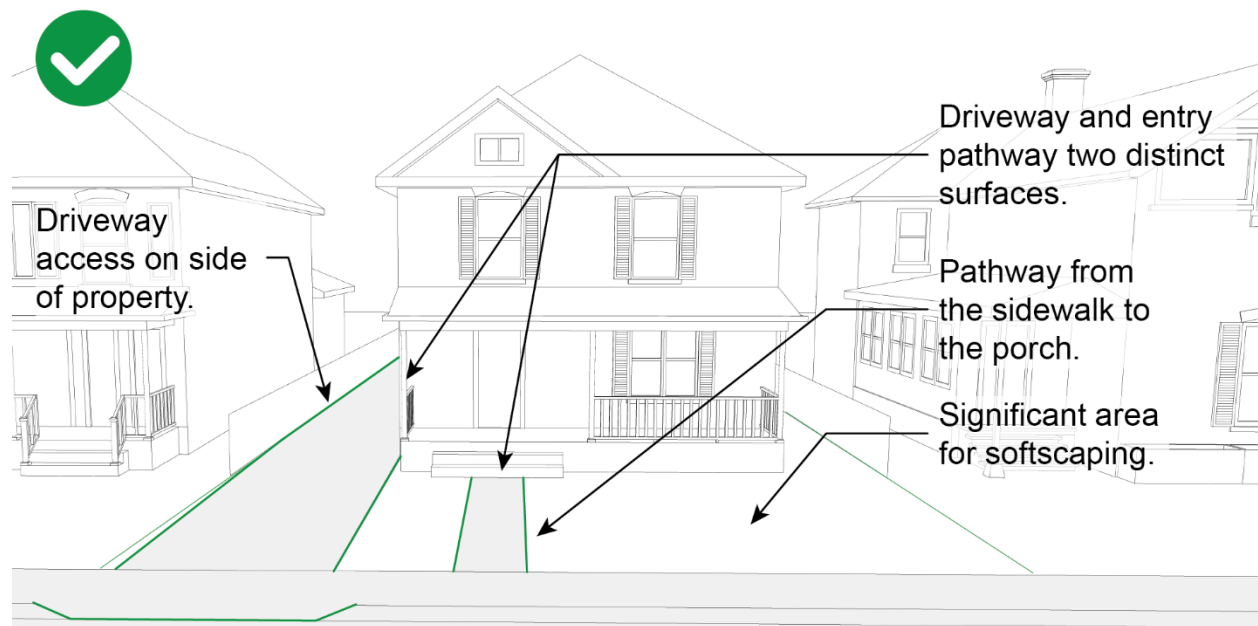 Driveway
access on side
of property.
Driveway and entry
pathway two distinct
surfaces.
Pathway from
the sidewalk to
the porch.
Significant area
for softscaping.